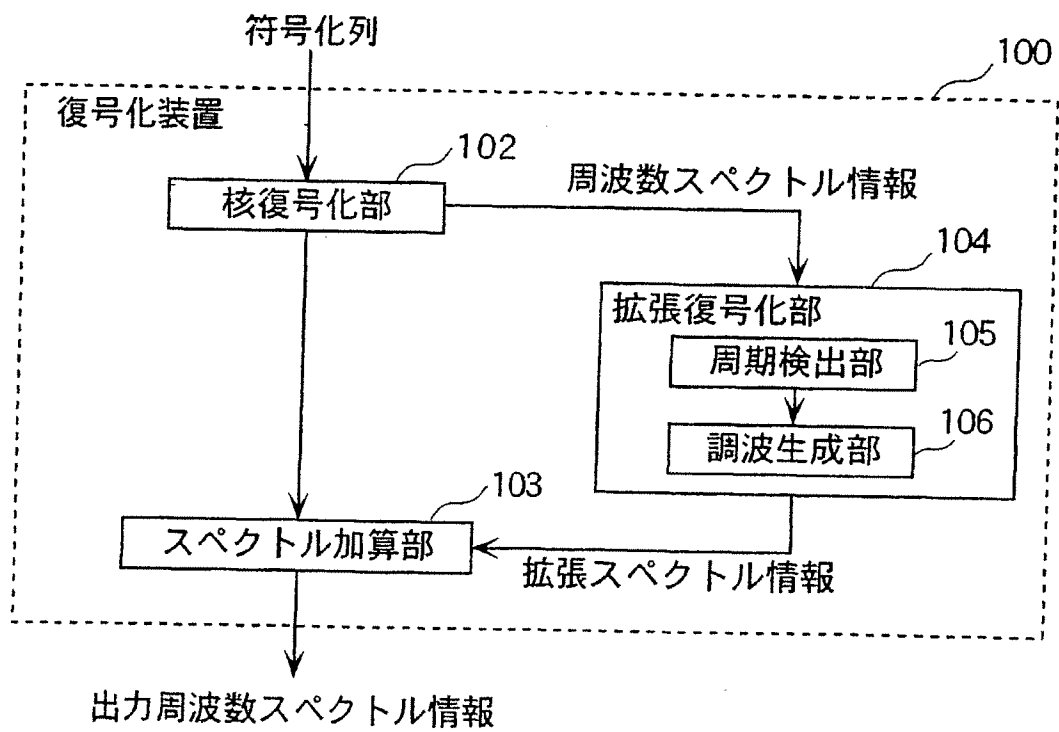 符号化列
100
復号化装置
102
核復号化部
周波数スペクトル情報
104
拡張復号化部
105
周期検出部
106
調波生成部
103
スペクトル加算部
拡張スペクトル情報
出力周波数スペクトル情報